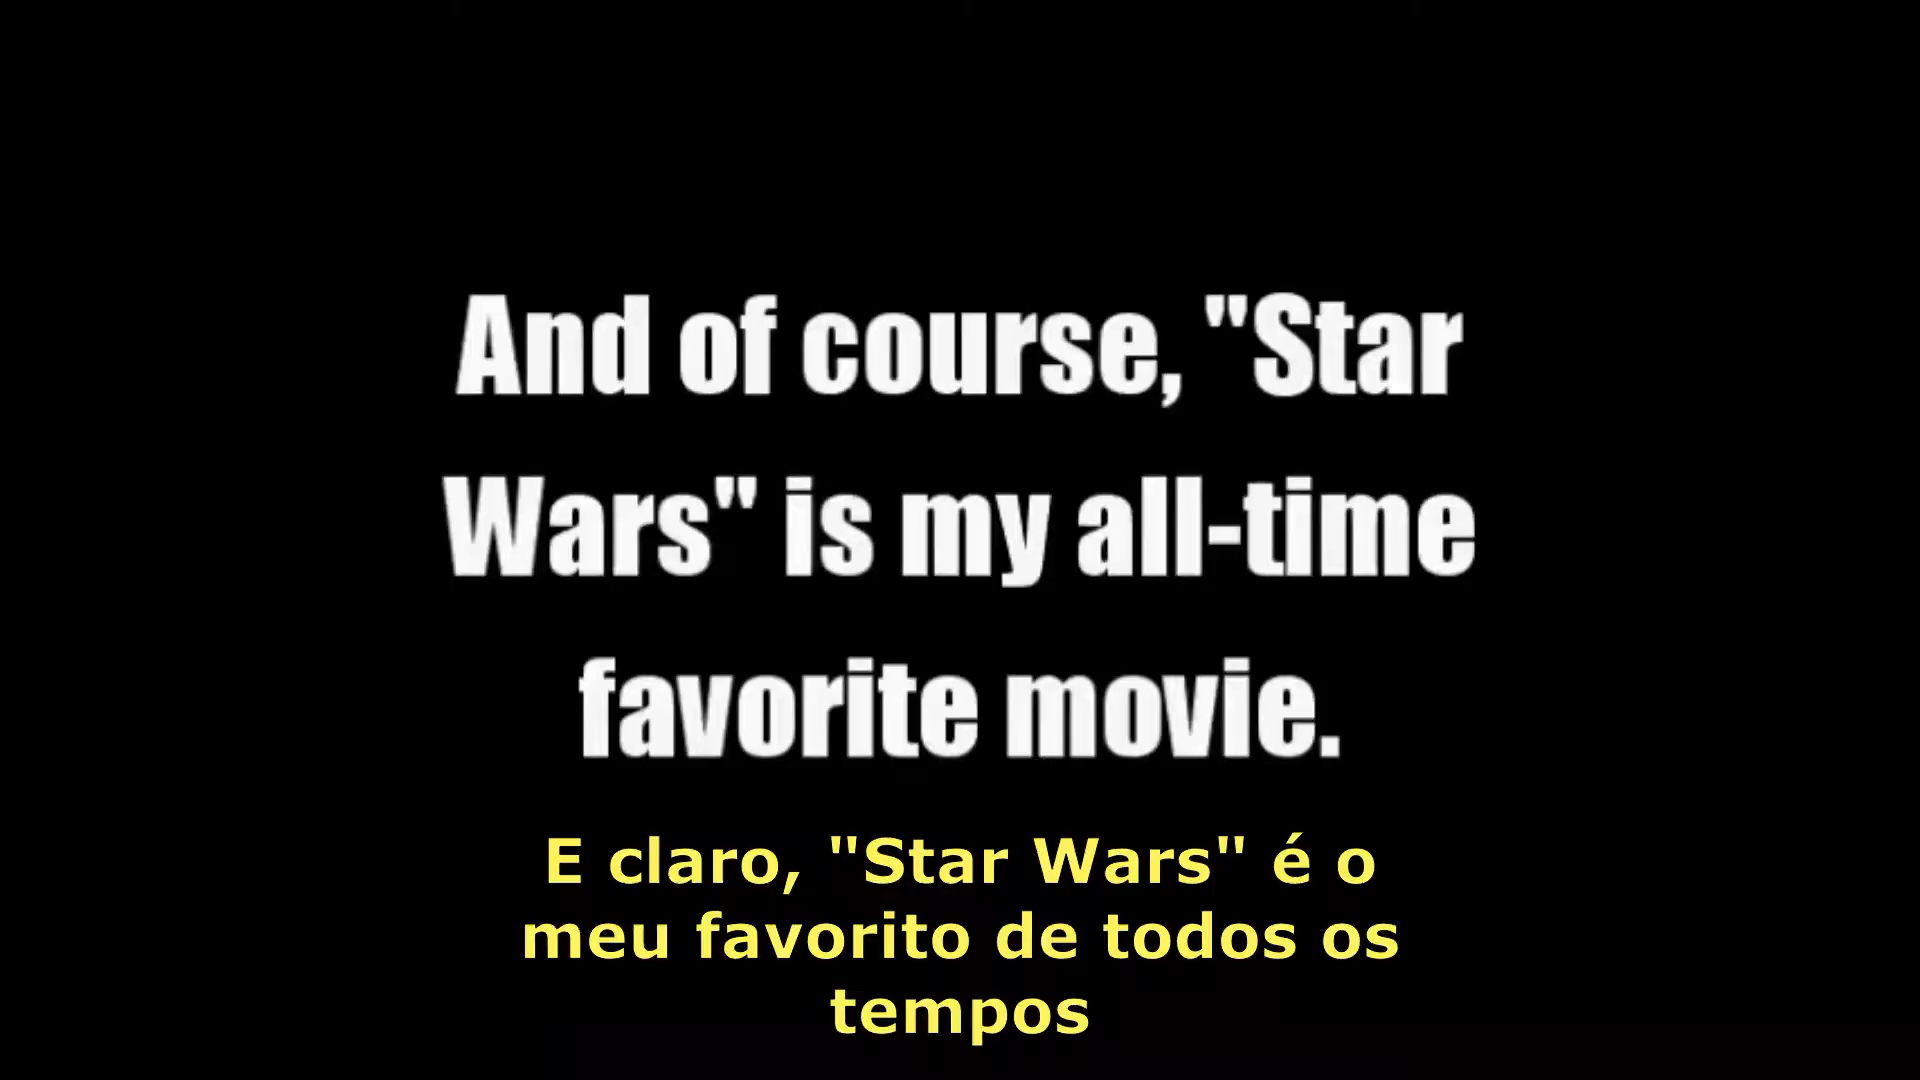 And of course, "Star
Wars" is my all-time
favorite movie.
E claro, "Star Wars" é o
meu favorito de todos os
tempos